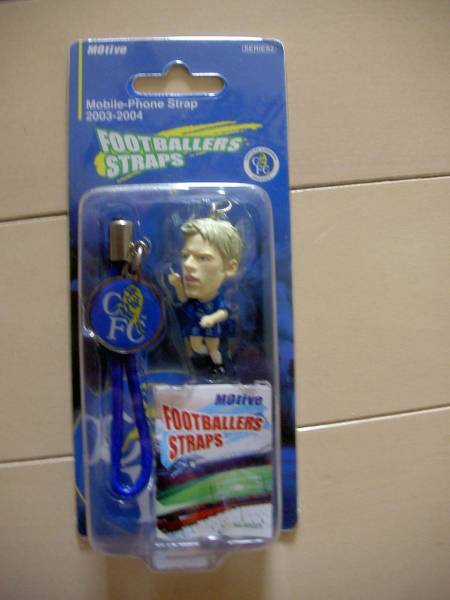 MOtive
SERIES2
Mobile-Phone Strap
2003-2004
FOOTBALLERS
STRAPS
CFC
CFC
MOtive
FOOTBALLERS
STRAPS